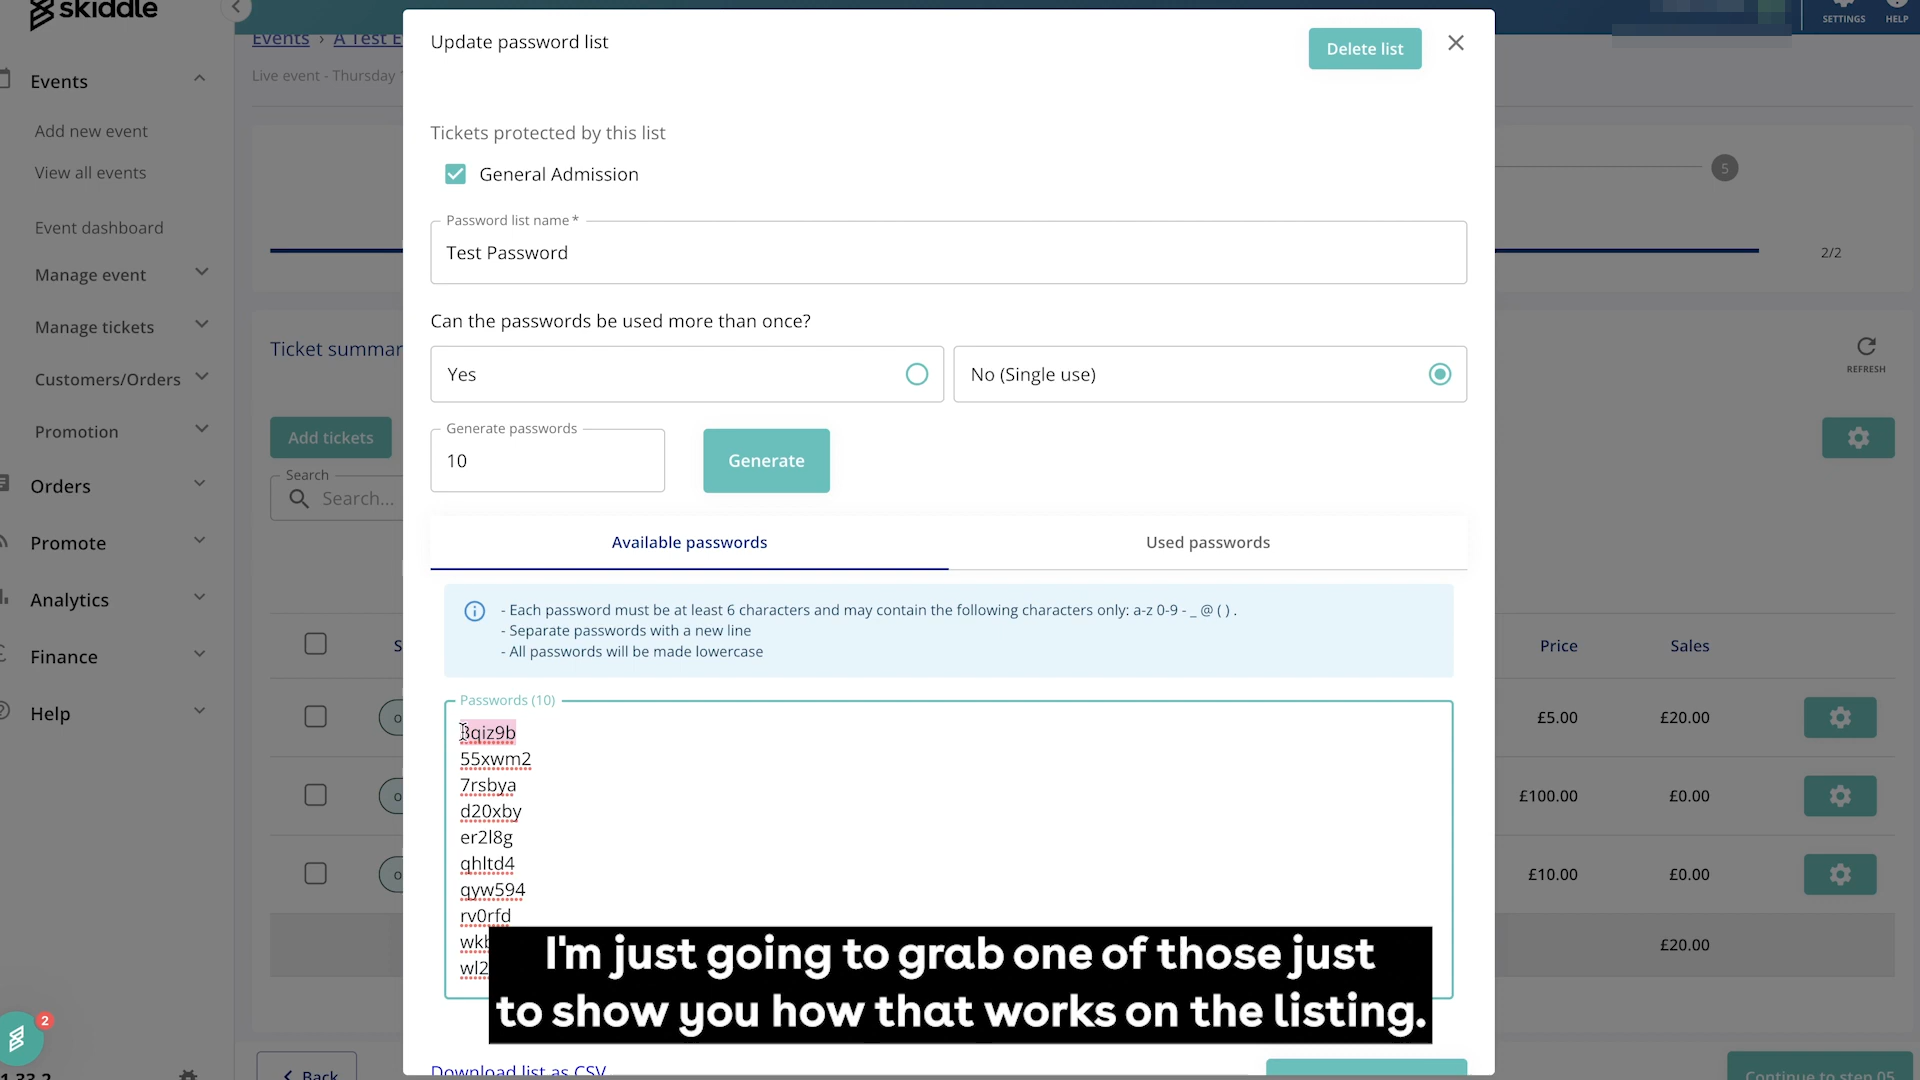 skiddle
Events
Add new event
View all events
Event dashboard
Manage event
Manage tickets
Customers/Orders
Promotion
Orders
Promote
Analytics
Finance
Help
2
Events › A Test E
Live event - Thursday
Ticket summar
Add tickets
Search
Search...
Back
Update password list
Delete list
Tickets protected by this list
General Admission
Password list name *
Test Password
Can the passwords be used more than once?
Yes
No (Single use)
Generate passwords
10
Generate
Available passwords
Used passwords
- Each password must be at least 6 characters and may contain the following characters only: a-z 0-9 - _ @ ( ) .
- Separate passwords with a new line
- All passwords will be made lowercase
Passwords (10)
3qiz9b
55xwm2
7rsbya
d20xby
er2l8g
qhltd4
qyw594
rv0rfd
I'm just going to grab one of those just
to show you how that works on the listing.
Download list as CSV
SETTINGS
HELP
5
2/2
REFRESH
Price Sales
£5.00 £20.00
£100.00 £0.00
£10.00 £0.00
£20.00
Continue to step 05